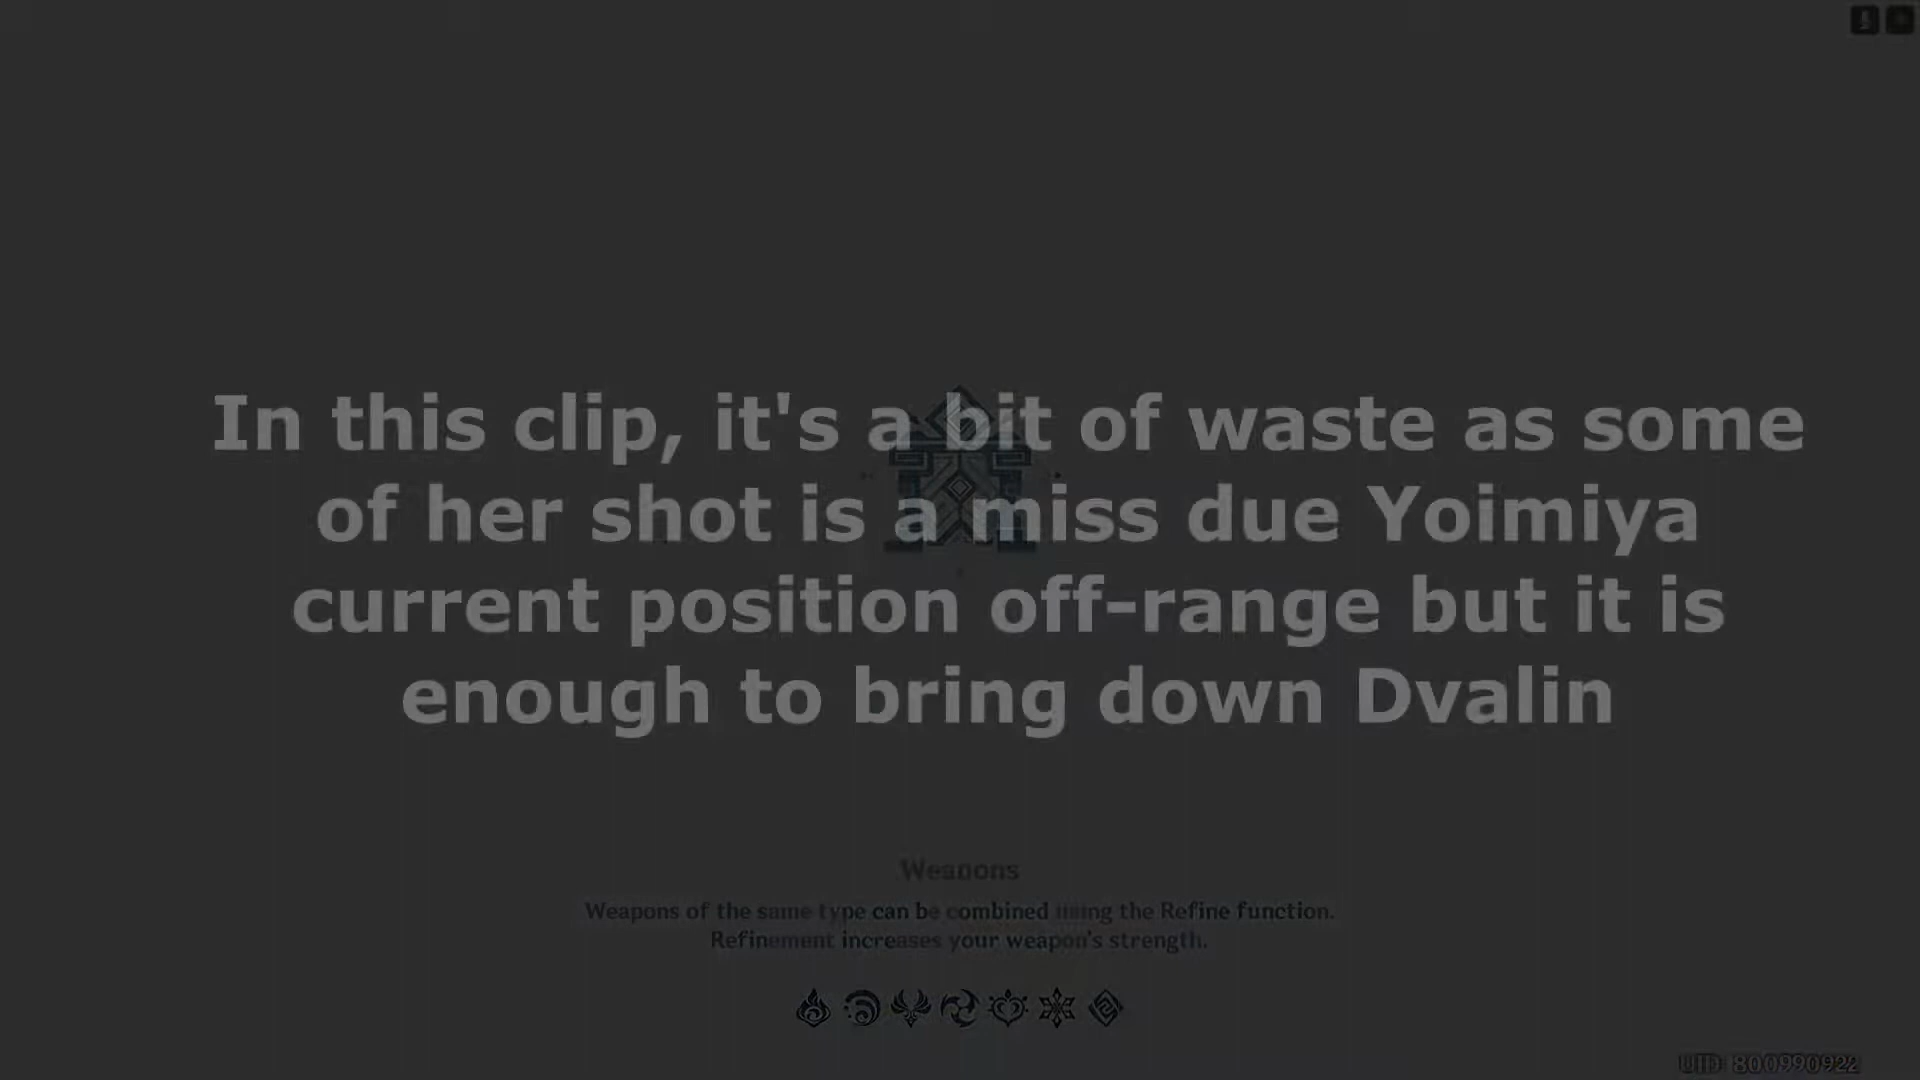 In this clip, it's a bit of waste as some
of her shot is a miss due Yoimiya
current position off-range but it is
enough to bring down Dvalin
Weapons
Weapons of the same type can be combined using the Refine function.
Refinement increases your weapon's strength.
UID: 800990922